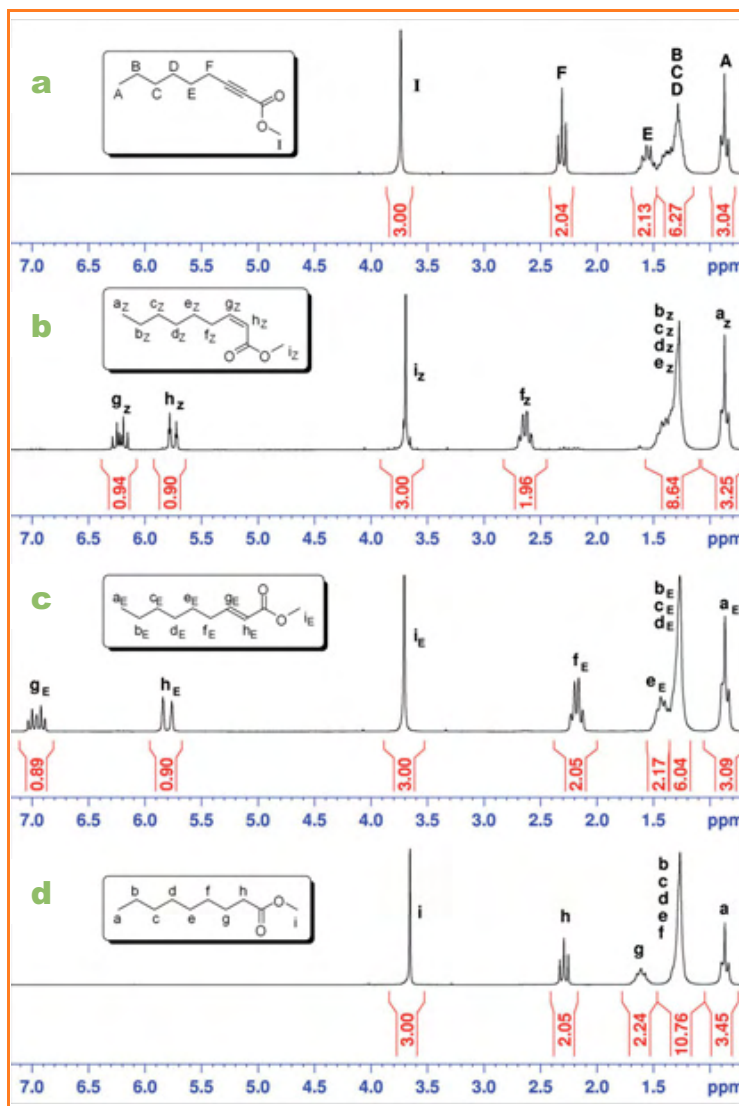 a
B
D
F
A
C
E
O
O
I
I
F
E
B
C
D
A
3.00
2.04
2.13
6.27
3.04
7.0 6.5 6.0 5.5 5.0 4.5 4.0 3.5 3.0 2.5 2.0 1.5 ppm
b
aZ
cZ
eZ
gZ
hZ
bZ
dZ
fZ
O
O
iZ
gZ
hZ
iZ
fZ
bZ
cZ
dZ
eZ
aZ
0.94
0.90
3.00
1.96
8.64
3.25
7.0 6.5 6.0 5.5 5.0 4.5 4.0 3.5 3.0 2.5 2.0 1.5 ppm
c
aE
cE
eE
gE
O
O
iE
bE
dE
fE
hE
gE
hE
iE
fE
eE
bE
cE
dE
aE
0.89
0.90
3.00
2.05
2.17
6.04
3.09
7.0 6.5 6.0 5.5 5.0 4.5 4.0 3.5 3.0 2.5 2.0 1.5 ppm
d
b
d
f
h
a
c
e
g
O
O
i
i
h
g
b
c
d
e
f
a
3.00
2.05
2.24
10.76
3.45
7.0 6.5 6.0 5.5 5.0 4.5 4.0 3.5 3.0 2.5 2.0 1.5 ppm